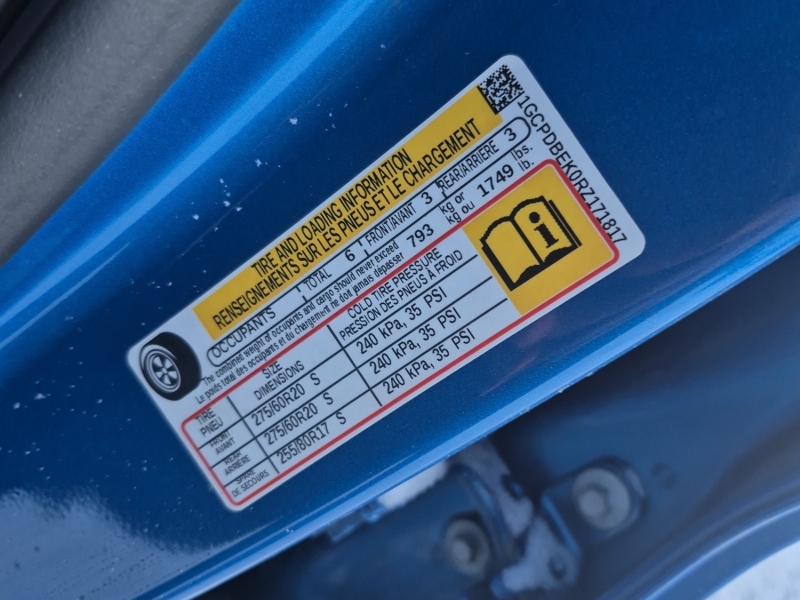 TIRE AND LOADING INFORMATION
RENSEIGNEMENTS SUR LES PNEUS ET LE CHARGEMENT
1GCPDBEK0RZ171817
OCCUPANTS TOTAL 6 FRONT/AVANT 3 REAR/ARRIÈRE 3
The combined weight of occupants and cargo should never exceed
Le poids total des occupants et du chargement ne doit jamais dépasser
793 kg or 1749 lbs.
kg ou lb.
TIRE SIZE COLD TIRE PRESSURE
PNEU DIMENSIONS PRESSION DES PNEUS À FROID
FRONT
AVANT 275/60R20 S 240 kPa, 35 PSI
REAR
ARRIÈRE 275/60R20 S 240 kPa, 35 PSI
SPARE
DE SECOURS 255/80R17 S 240 kPa, 35 PSI
i